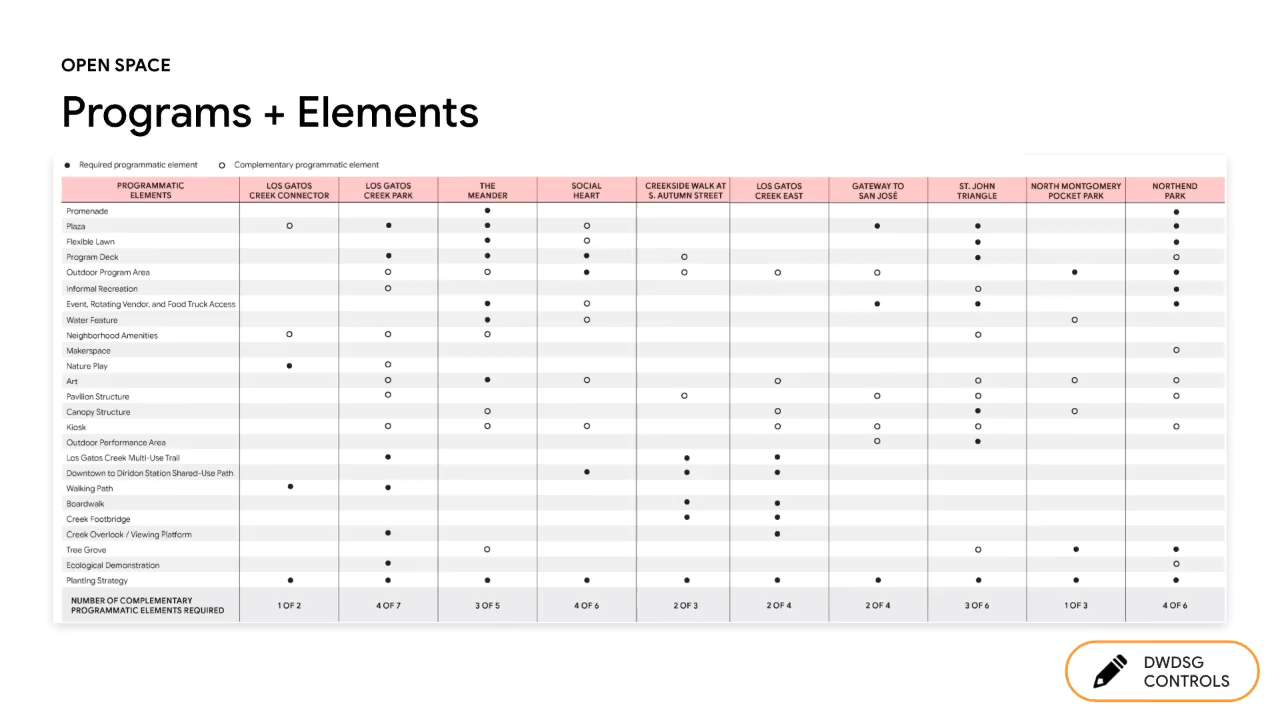 OPEN SPACE
Programs + Elements
● Required programmatic element ○ Complementary programmatic element
PROGRAMMATIC ELEMENTS LOS GATOS CREEK CONNECTOR LOS GATOS CREEK PARK THE MEANDER SOCIAL HEART CREEKSIDE WALK AT S. AUTUMN STREET LOS GATOS CREEK EAST GATEWAY TO SAN JOSÉ ST. JOHN TRIANGLE NORTH MONTGOMERY POCKET PARK NORTHEND PARK
Promenade
Plaza
Flexible Lawn
Program Deck
Outdoor Program Area
Informal Recreation
Event, Rotating Vendor, and Food Truck Access
Water Feature
Neighborhood Amenities
Makerspace
Nature Play
Art
Pavilion Structure
Canopy Structure
Kiosk
Outdoor Performance Area
Los Gatos Creek Multi-Use Trail
Downtown to Diridon Station Shared-Use Path
Walking Path
Boardwalk
Creek Footbridge
Creek Overlook / Viewing Platform
Tree Grove
Ecological Demonstration
Planting Strategy
NUMBER OF COMPLEMENTARY PROGRAMMATIC ELEMENTS REQUIRED 1 OF 2 4 OF 7 3 OF 5 4 OF 6 2 OF 3 2 OF 4 2 OF 4 3 OF 6 1 OF 3 4 OF 6
DWDSG
CONTROLS